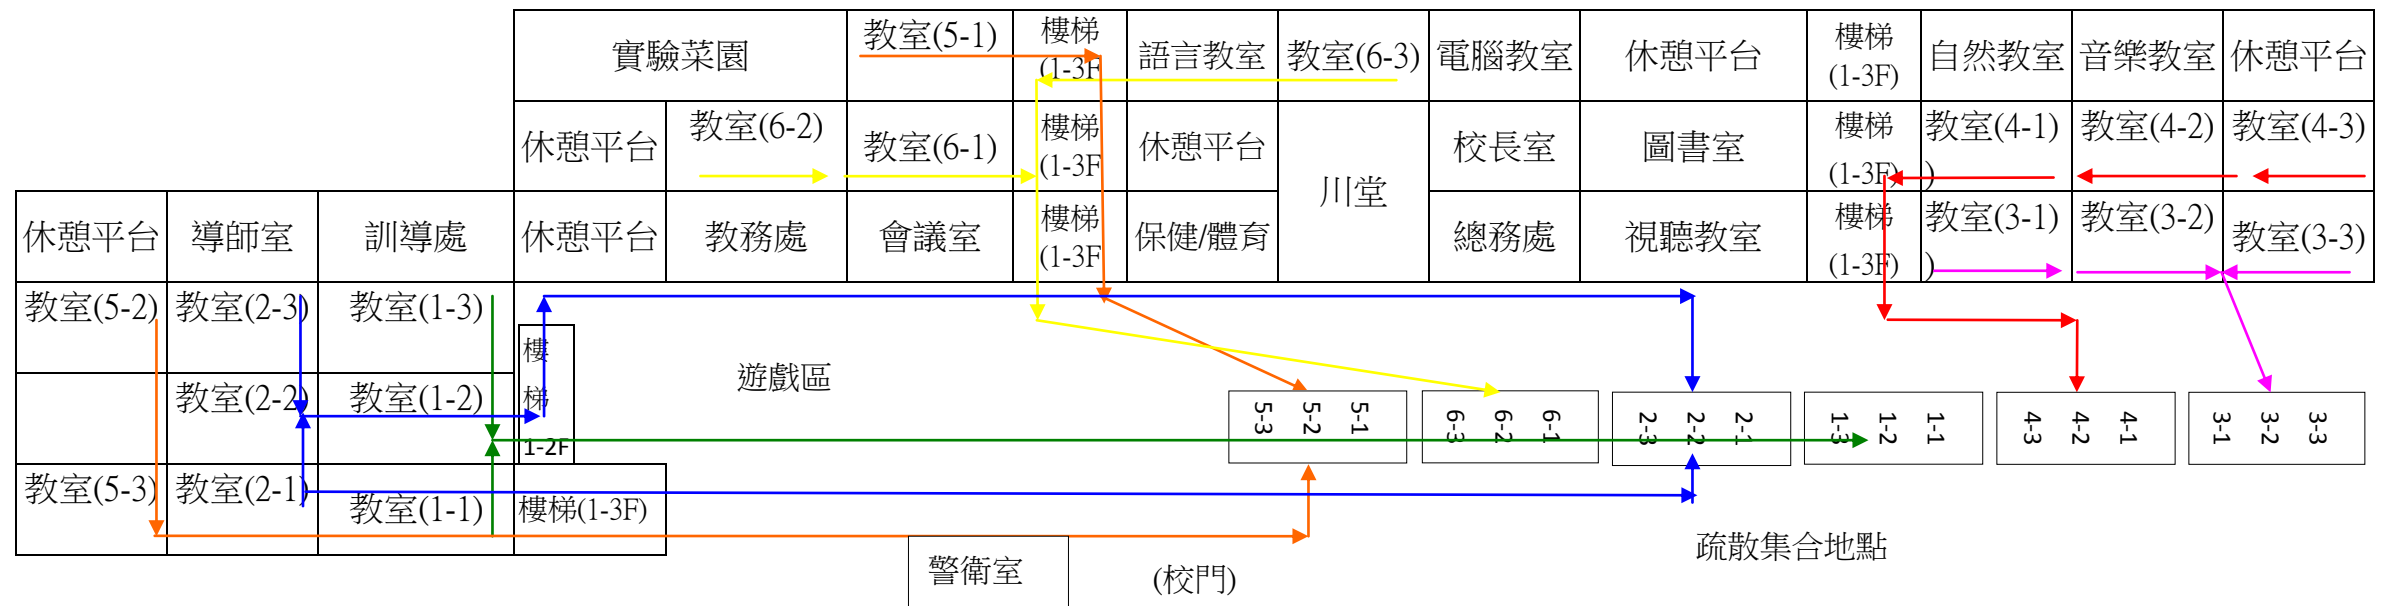 實驗菜園 教室(5-1) 樓梯 語言教室 教室(6-3) 電腦教室 休憩平台 樓梯 自然教室 音樂教室 休憩平台
(1-3F (1-3F)
休憩平台 教室(6-2) 教室(6-1) 樓梯 休憩平台 川堂 校長室 圖書室 樓梯 教室(4-1) 教室(4-2) 教室(4-3)
(1-3F (1-3F) )
休憩平台 導師室 訓導處 休憩平台 教務處 會議室 樓梯 保健/體育 總務處 視聽教室 樓梯 教室(3-1) 教室(3-2) 教室(3-3)
(1-3F (1-3F) )
教室(5-2) 教室(2-3) 教室(1-3)
樓
梯
1-2F
遊戲區
教室(2-2) 教室(1-2)
5-3 5-2 5-1
6-3 6-2 6-1
2-3 2-2 2-1
1-3 1-2 1-1
4-3 4-2 4-1
3-1 3-2 3-3
教室(5-3) 教室(2-1) 教室(1-1) 樓梯(1-3F)
疏散集合地點
警衛室 (校門)